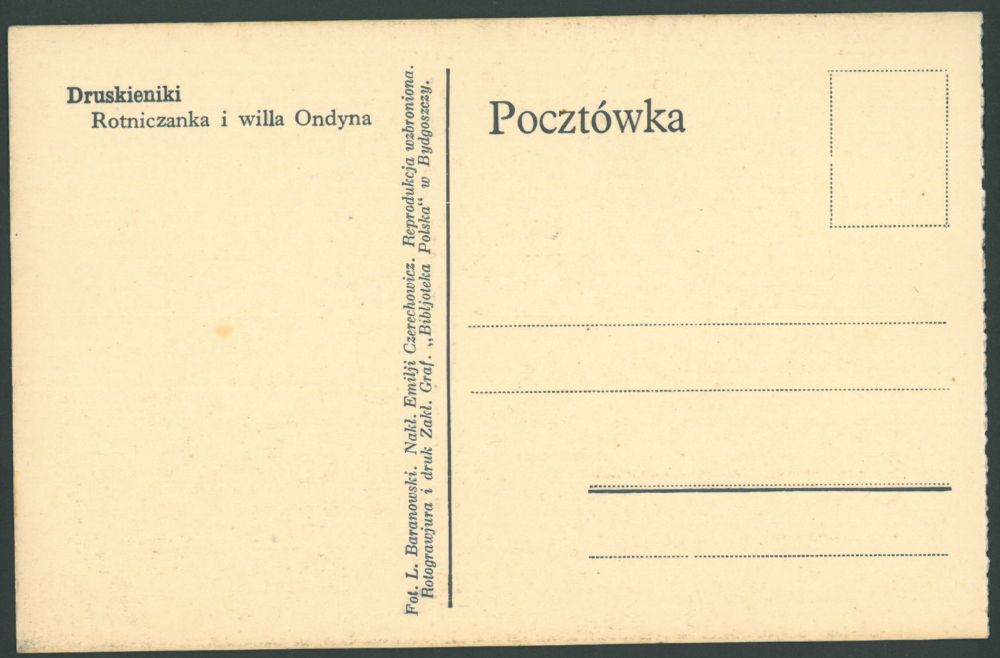 Druskieniki
Rotniczanka i willa Ondyna
Fot. L. Baranowski. Nakł. Emilji Czerechowicz. Reprodukcja wzbroniona.
Rotograwjura i druk Zakł. Graf. „Bibljoteka Polska“ w Bydgoszczy.
Pocztówka